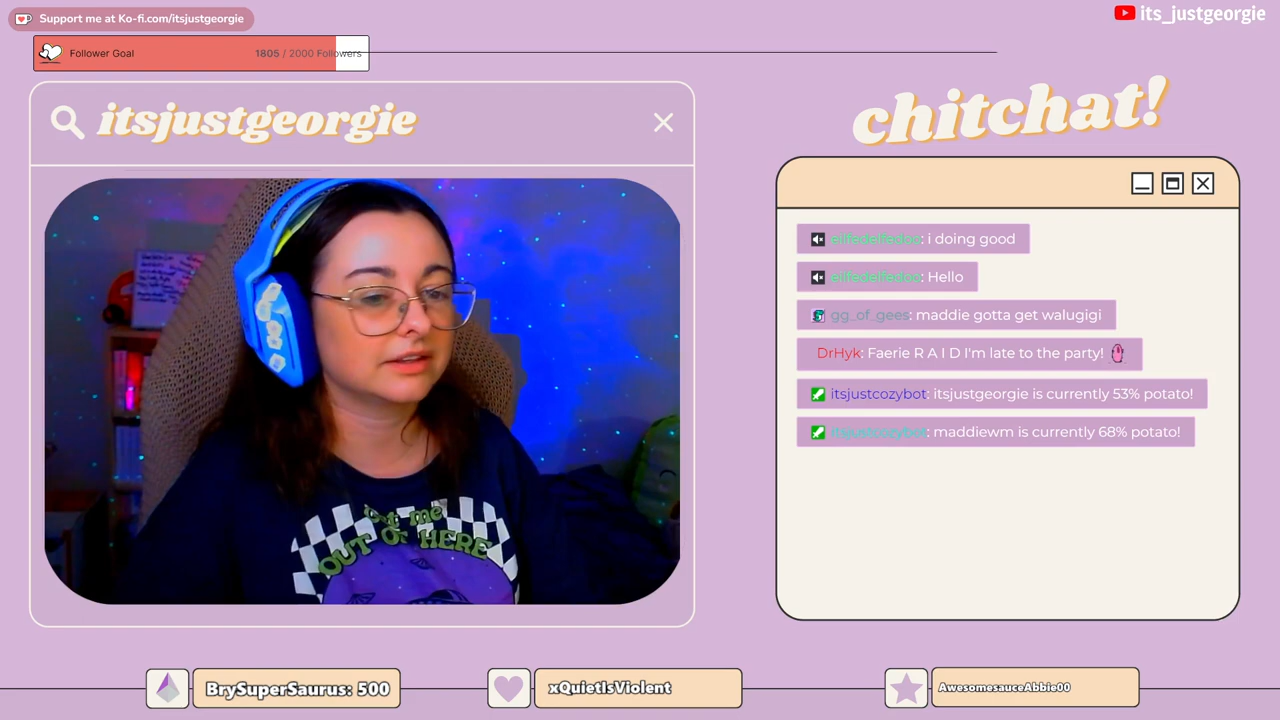 Support me at Ko-fi.com/itsjustgeorgie
its_justgeorgie
Follower Goal
1805 / 2000 Followers
itsjustgeorgie
chitchat!
: i doing good
: Hello
gg_of_gees: maddie gotta get walugigi
DrHyk: Faerie R A I D I'm late to the party!
itsjustcozybot: itsjustgeorgie is currently 53% potato!
itsjustcozybot: maddiewm is currently 68% potato!
Get me
OUT OF HERE
BrySuperSaurus: 500
xQuietIsViolent
AwesomesauceAbbie00